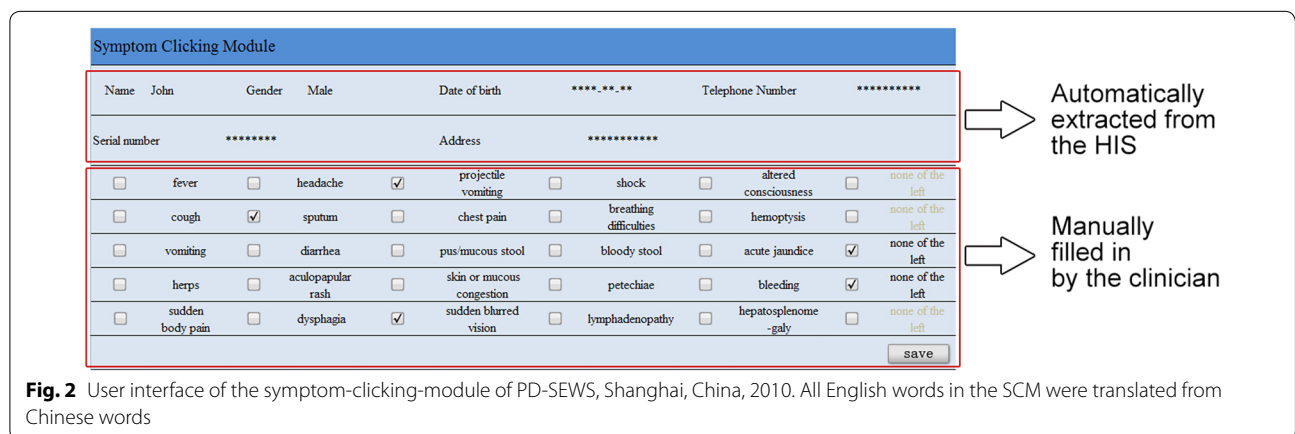 Symptom Clicking Module
Name John Gender Male Date of birth ****-**-** Telephone Number **********
Serial number ******** Address ***********
Automatically
extracted from
the HIS
fever headache projectile vomiting shock altered consciousness none of the left
cough sputum chest pain breathing difficulties hemoptysis none of the left
vomiting diarrhea pus/mucous stool bloody stool acute jaundice none of the left
herps aculopapular rash skin or mucous congestion petechiae bleeding none of the left
sudden body pain dysphagia sudden blurred vision lymphadenopathy hepatosplenome -galy none of the left
save
Manually
filled in
by the clinician
Fig. 2 User interface of the symptom-clicking-module of PD-SEWS, Shanghai, China, 2010. All English words in the SCM were translated from
Chinese words